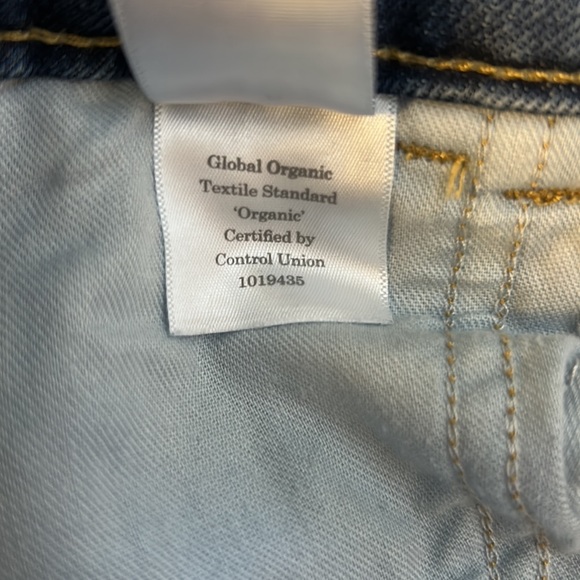 Global Organic
Textile Standard
'Organic'
Certified by
Control Union
1019435